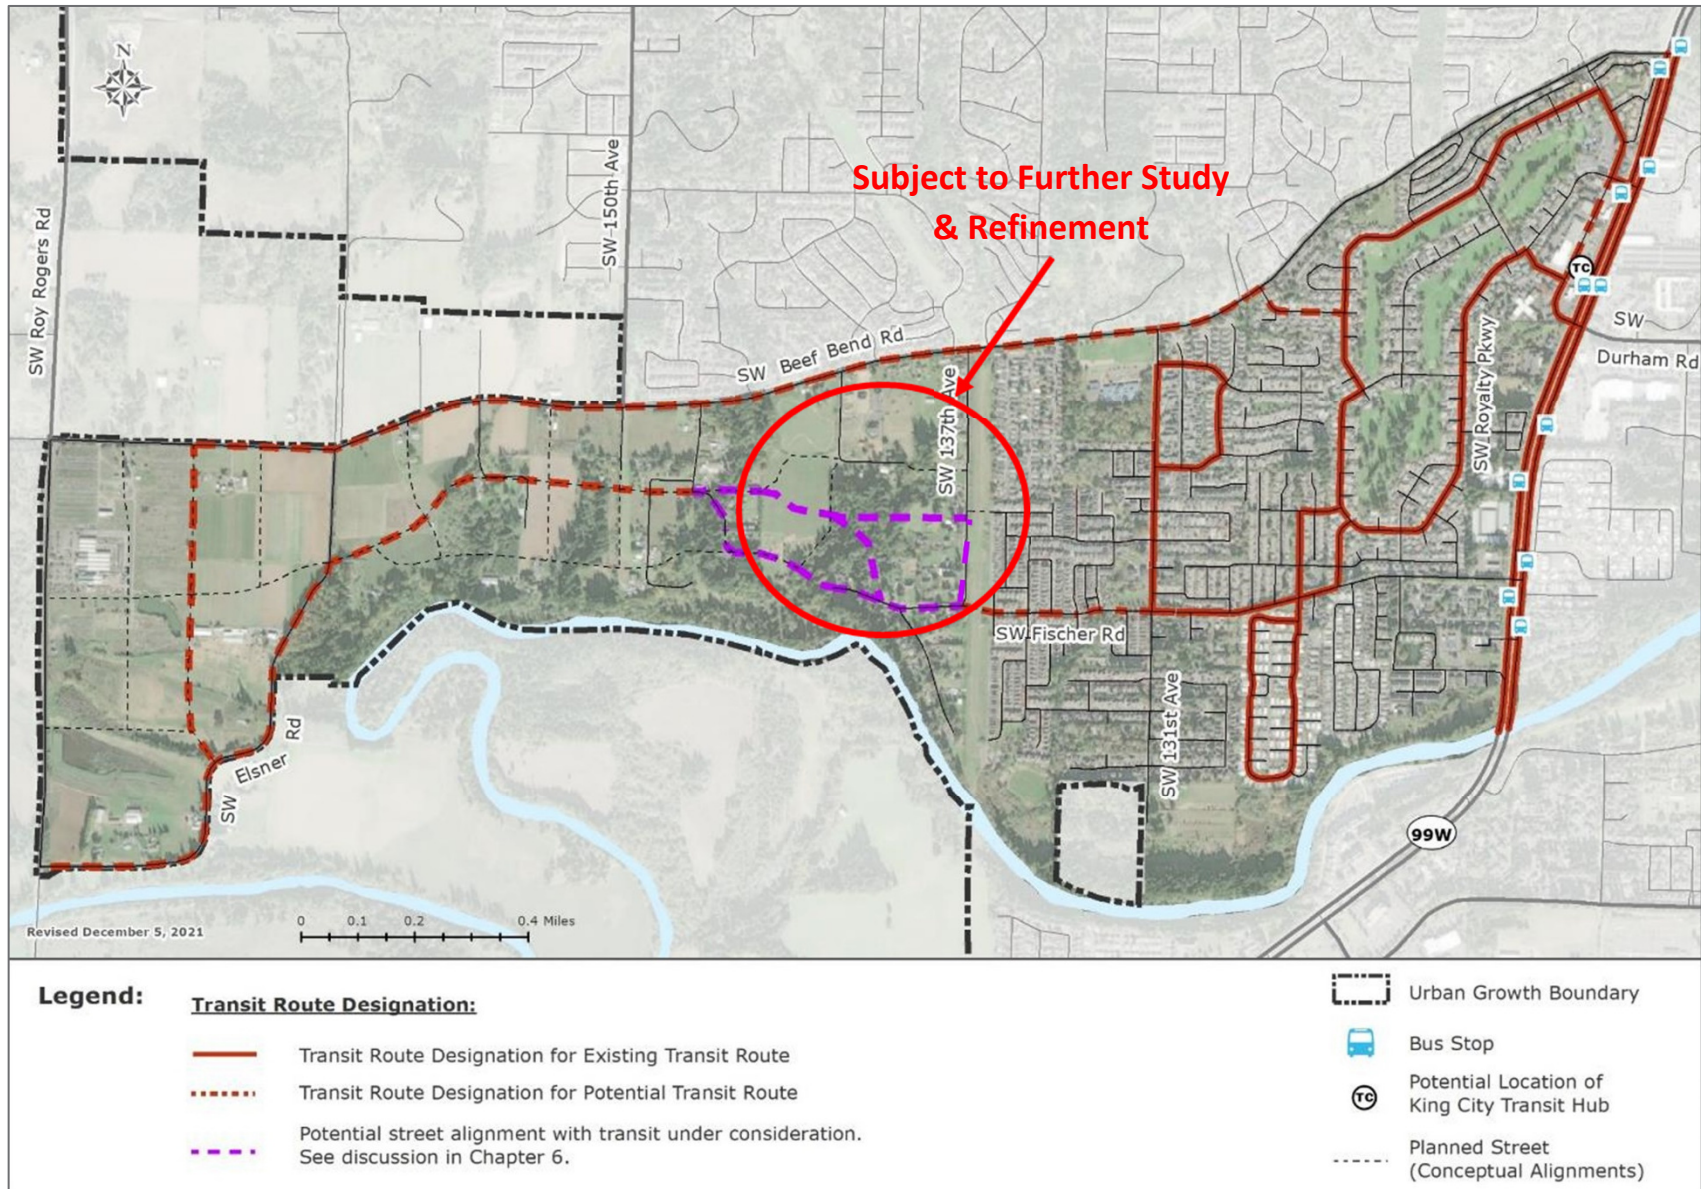 N
SW Roy Rogers Rd
SW 150th Ave
Subject to Further Study
& Refinement
SW Beef Bend Rd
SW 137th Ave
SW Royalty Pkwy
TC
SW
Durham Rd
SW Fischer Rd
SW 131st Ave
SW Elsner Rd
99W
0 0.1 0.2 0.4 Miles
Revised December 5, 2021
Legend:
Transit Route Designation:
Transit Route Designation for Existing Transit Route
Transit Route Designation for Potential Transit Route
Potential street alignment with transit under consideration.
See discussion in Chapter 6.
Urban Growth Boundary
Bus Stop
TC
Potential Location of
King City Transit Hub
Planned Street
(Conceptual Alignments)